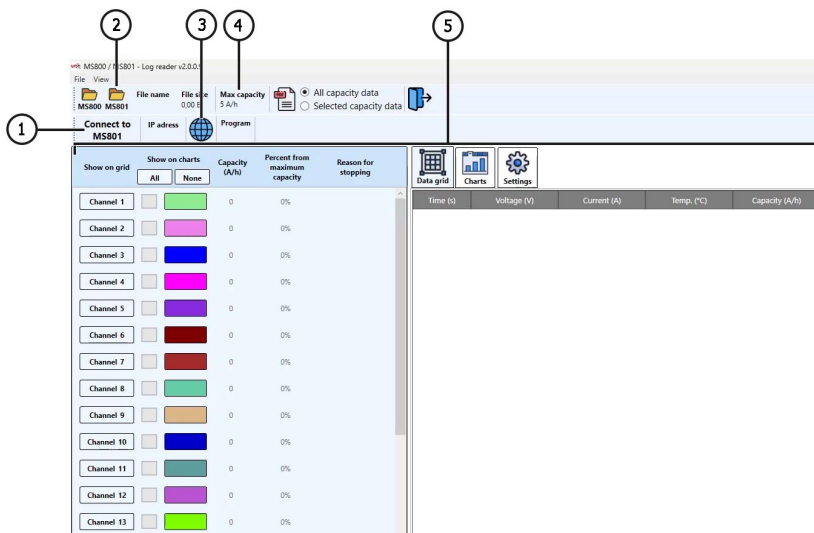 2
3
4
5
MS800 / MS801 - Log reader v2.0.0.
File View
File name
File size
Max capacity
All capacity data
0,00 B
5 A/h
Selected capacity data
MS800 MS801
1
Connect to
MS801
IP adress
Program
Show on grid
Show on charts
All
None
Capacity
(A/h)
Percent from
maximum
capacity
Reason for
stopping
Data grid
Charts
Settings
Time (s)
Voltage (V)
Current (A)
Temp. (°C)
Capacity (A/h)
Channel 1 0 0%
Channel 2 0 0%
Channel 3 0 0%
Channel 4 0 0%
Channel 5 0 0%
Channel 6 0 0%
Channel 7 0 0%
Channel 8 0 0%
Channel 9 0 0%
Channel 10 0 0%
Channel 11 0 0%
Channel 12 0 0%
Channel 13 0 0%